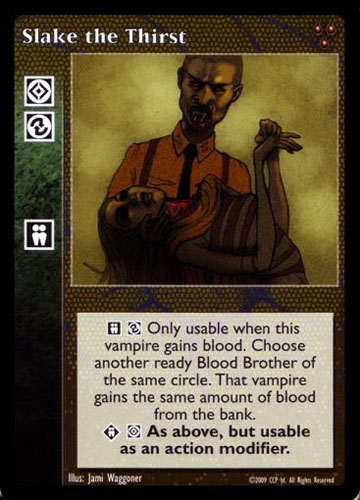 Slake the Thirst
Only usable when this
vampire gains blood. Choose
another ready Blood Brother of
the same circle. That vampire
gains the same amount of blood
from the bank.
As above, but usable
as an action modifier.
Illus: Jami Waggoner ©2009 CCP hf. All Rights Reserved